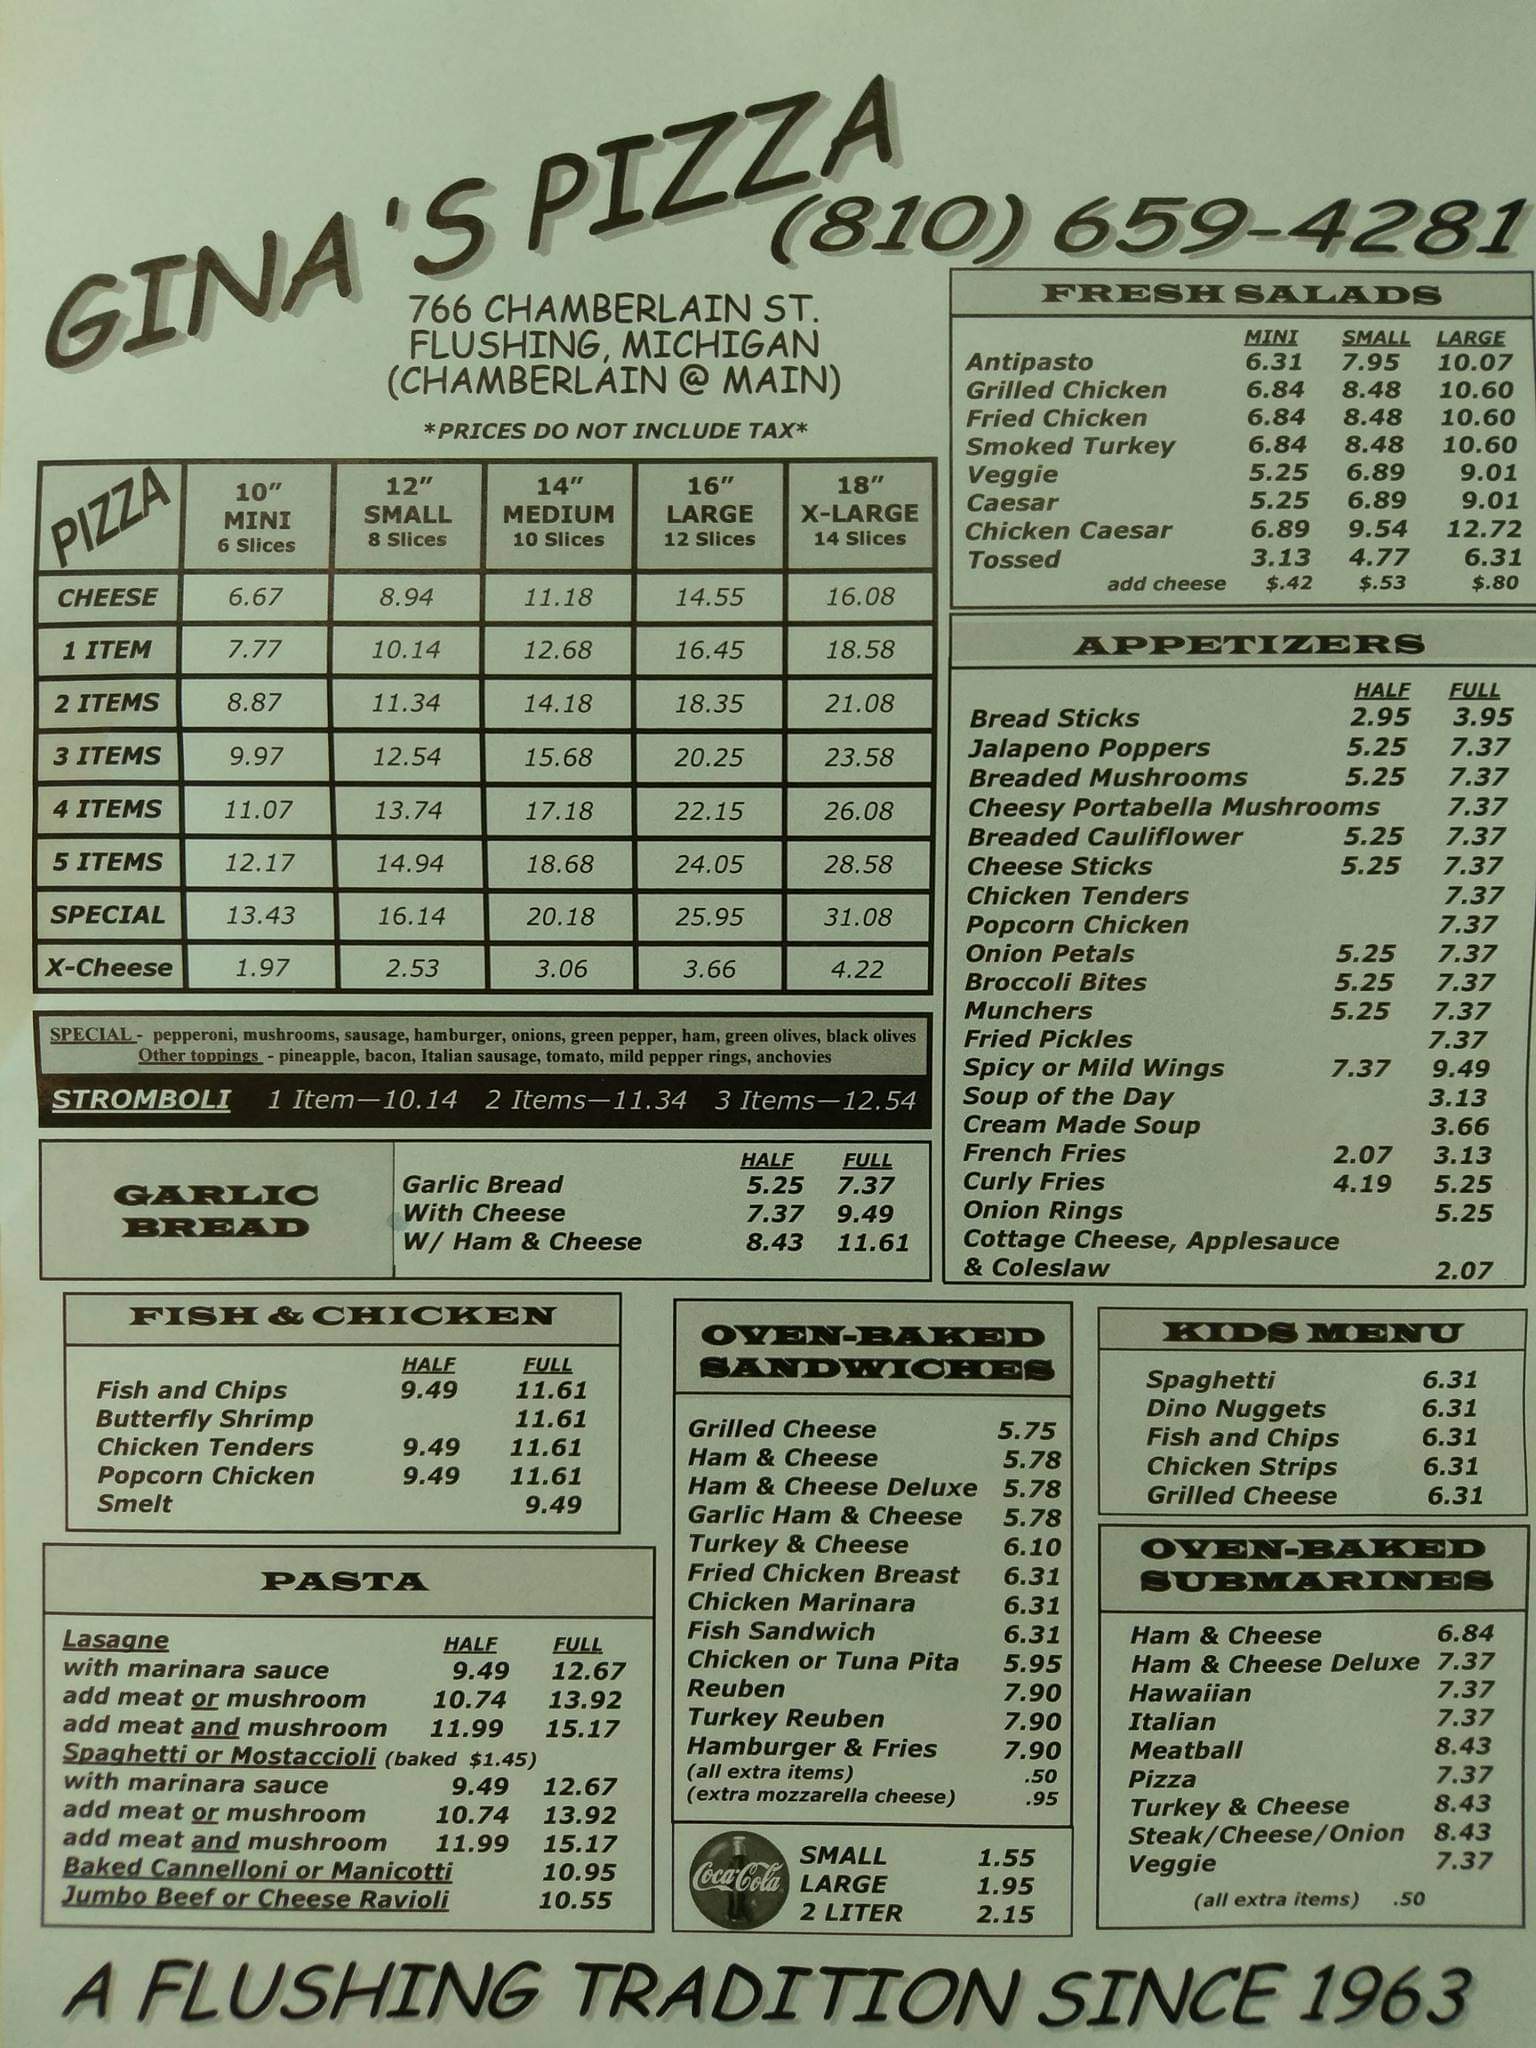 GINA'S PIZZA
(810) 659-4281
766 CHAMBERLAIN ST.
FLUSHING, MICHIGAN
(CHAMBERLAIN @ MAIN)
*PRICES DO NOT INCLUDE TAX*
PIZZA
10" 12" 14" 16" 18"
MINI SMALL MEDIUM LARGE X-LARGE
6 Slices 8 Slices 10 Slices 12 Slices 14 Slices
CHEESE 6.67 8.94 11.18 14.55 16.08
1 ITEM 7.77 10.14 12.68 16.45 18.58
2 ITEMS 8.87 11.34 14.18 18.35 21.08
3 ITEMS 9.97 12.54 15.68 20.25 23.58
4 ITEMS 11.07 13.74 17.18 22.15 26.08
5 ITEMS 12.17 14.94 18.68 24.05 28.58
SPECIAL 13.43 16.14 20.18 25.95 31.08
X-Cheese 1.97 2.53 3.06 3.66 4.22
SPECIAL - pepperoni, mushrooms, sausage, hamburger, onions, green pepper, ham, green olives, black olives
Other toppings - pineapple, bacon, Italian sausage, tomato, mild pepper rings, anchovies
STROMBOLI 1 Item—10.14 2 Items—11.34 3 Items—12.54
GARLIC
BREAD
HALF FULL
Garlic Bread 5.25 7.37
With Cheese 7.37 9.49
W/ Ham & Cheese 8.43 11.61
FRESH SALADS
MINI SMALL LARGE
Antipasto 6.31 7.95 10.07
Grilled Chicken 6.84 8.48 10.60
Fried Chicken 6.84 8.48 10.60
Smoked Turkey 6.84 8.48 10.60
Veggie 5.25 6.89 9.01
Caesar 5.25 6.89 9.01
Chicken Caesar 6.89 9.54 12.72
Tossed 3.13 4.77 6.31
add cheese $.42 $.53 $.80
APPETIZERS
HALF FULL
Bread Sticks 2.95 3.95
Jalapeno Poppers 5.25 7.37
Breaded Mushrooms 5.25 7.37
Cheesy Portabella Mushrooms 7.37
Breaded Cauliflower 5.25 7.37
Cheese Sticks 5.25 7.37
Chicken Tenders 7.37
Popcorn Chicken 7.37
Onion Petals 5.25 7.37
Broccoli Bites 5.25 7.37
Munchers 5.25 7.37
Fried Pickles 7.37
Spicy or Mild Wings 7.37 9.49
Soup of the Day 3.13
Cream Made Soup 3.66
French Fries 2.07 3.13
Curly Fries 4.19 5.25
Onion Rings 5.25
Cottage Cheese, Applesauce
& Coleslaw 2.07
FISH & CHICKEN
HALF FULL
Fish and Chips 9.49 11.61
Butterfly Shrimp 11.61
Chicken Tenders 9.49 11.61
Popcorn Chicken 9.49 11.61
Smelt 9.49
PASTA
Lasagne HALF FULL
with marinara sauce 9.49 12.67
add meat or mushroom 10.74 13.92
add meat and mushroom 11.99 15.17
Spaghetti or Mostaccioli (baked $1.45)
with marinara sauce 9.49 12.67
add meat or mushroom 10.74 13.92
add meat and mushroom 11.99 15.17
Baked Cannelloni or Manicotti 10.95
Jumbo Beef or Cheese Ravioli 10.55
OVEN-BAKED
SANDWICHES
Grilled Cheese 5.75
Ham & Cheese 5.78
Ham & Cheese Deluxe 5.78
Garlic Ham & Cheese 5.78
Turkey & Cheese 6.10
Fried Chicken Breast 6.31
Chicken Marinara 6.31
Fish Sandwich 6.31
Chicken or Tuna Pita 5.95
Reuben 7.90
Turkey Reuben 7.90
Hamburger & Fries 7.90
(all extra items) .50
(extra mozzarella cheese) .95
Coca-Cola
SMALL 1.55
LARGE 1.95
2 LITER 2.15
KIDS MENU
Spaghetti 6.31
Dino Nuggets 6.31
Fish and Chips 6.31
Chicken Strips 6.31
Grilled Cheese 6.31
OVEN-BAKED
SUBMARINES
Ham & Cheese 6.84
Ham & Cheese Deluxe 7.37
Hawaiian 7.37
Italian 7.37
Meatball 8.43
Pizza 7.37
Turkey & Cheese 8.43
Steak/Cheese/Onion 8.43
Veggie 7.37
(all extra items) .50
A FLUSHING TRADITION SINCE 1963